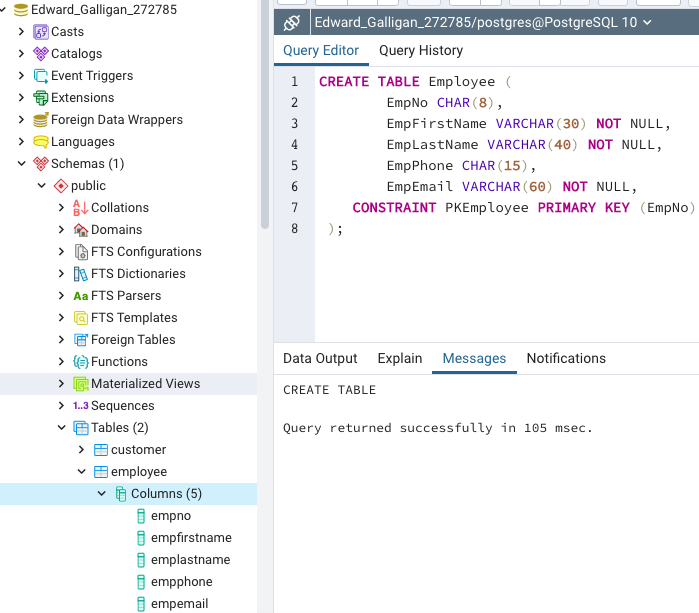 Edward_Galligan_272785
Casts
Catalogs
Event Triggers
Extensions
Foreign Data Wrappers
Languages
Schemas (1)
public
Collations
Domains
FTS Configurations
FTS Dictionaries
Aa FTS Parsers
FTS Templates
Foreign Tables
Functions
Materialized Views
1..3 Sequences
Tables (2)
customer
employee
Columns (5)
empno
empfirstname
emplastname
empphone
empemail
Edward_Galligan_272785/postgres@PostgreSQL 10
Query Editor Query History
1 CREATE TABLE Employee (
2 EmpNo CHAR(8),
3 EmpFirstName VARCHAR(30) NOT NULL,
4 EmpLastName VARCHAR(40) NOT NULL,
5 EmpPhone CHAR(15),
6 EmpEmail VARCHAR(60) NOT NULL,
7 CONSTRAINT PKEmployee PRIMARY KEY (EmpNo)
8 );
Data Output Explain Messages Notifications
CREATE TABLE
Query returned successfully in 105 msec.